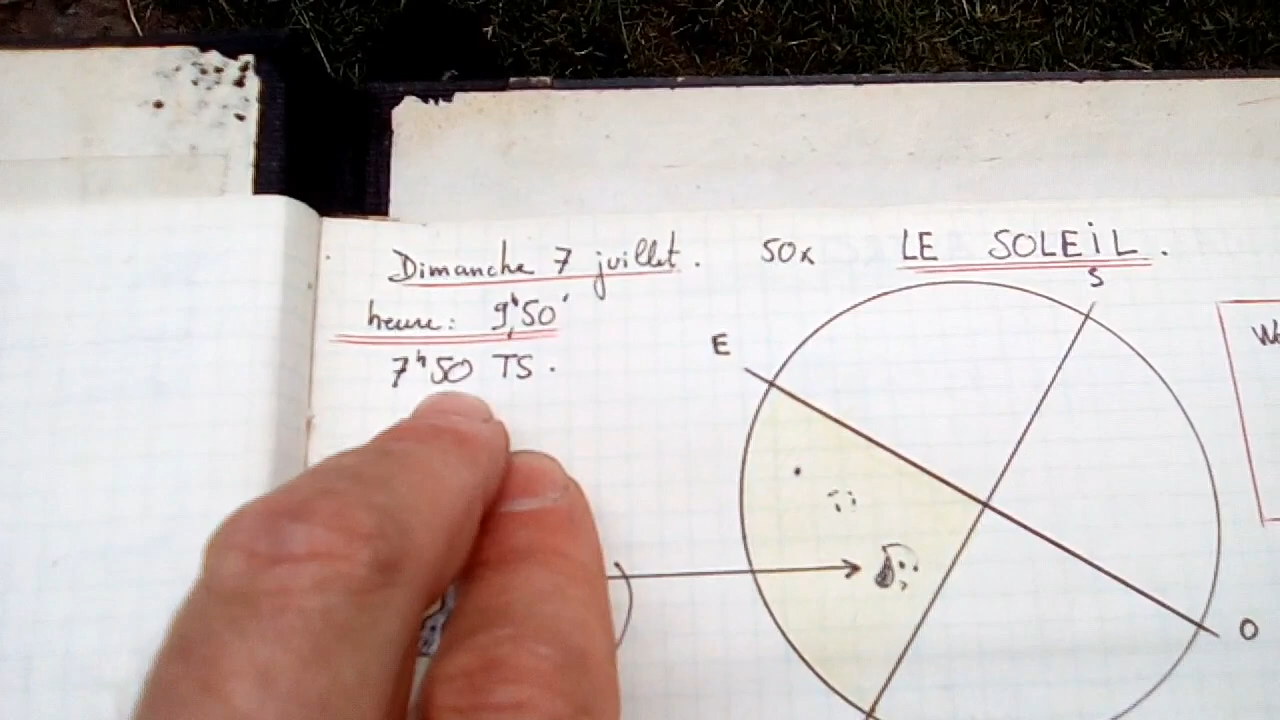 Dimanche 7 juillet. 50x LE SOLEiL.
heure: 9h50'
7h50 TS.
S
E
O